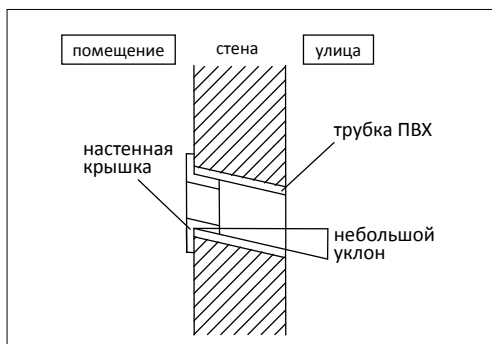 помещение
стена
улица
трубка ПВХ
настенная
крышка
небольшой
уклон